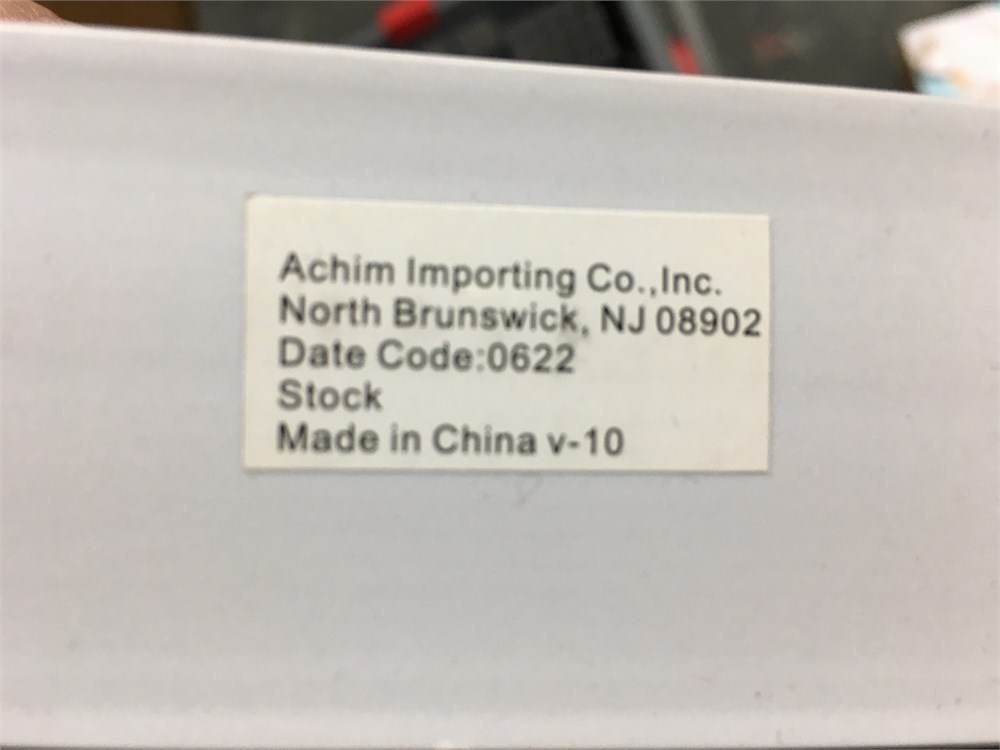 Achim Importing Co.,Inc.
North Brunswick, NJ 08902
Date Code:0622
Stock
Made in China v-10